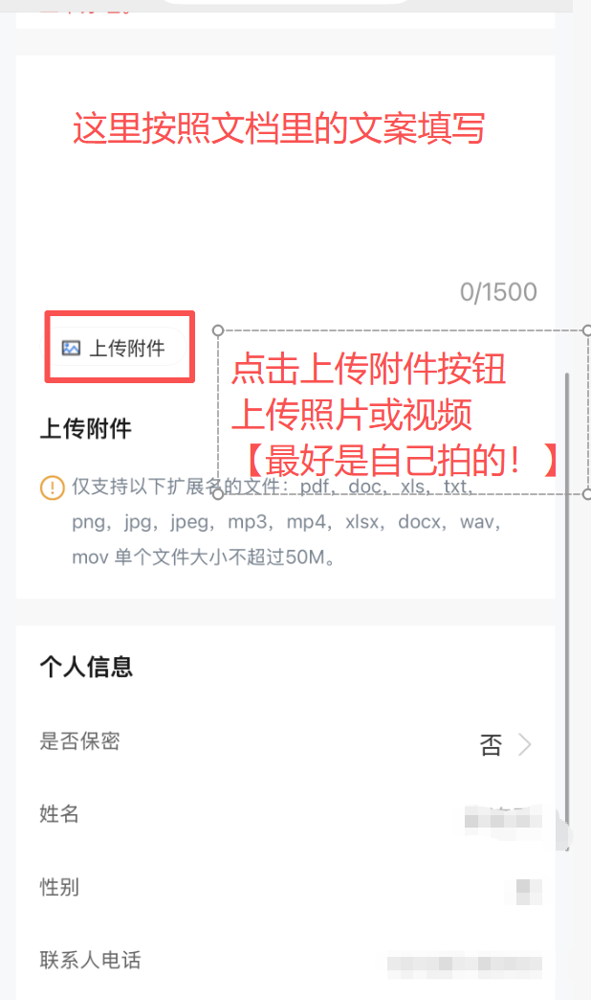 这里按照文档里的文案填写
0/1500
上传附件
点击上传附件按钮
上传照片或视频
【最好是自己拍的！】
上传附件
仅支持以下扩展名的文件：pdf，doc，xls，txt，
png，jpg，jpeg，mp3，mp4，xlsx，docx，wav，
mov 单个文件大小不超过50M。
个人信息
是否保密
否
姓名
性别
联系人电话